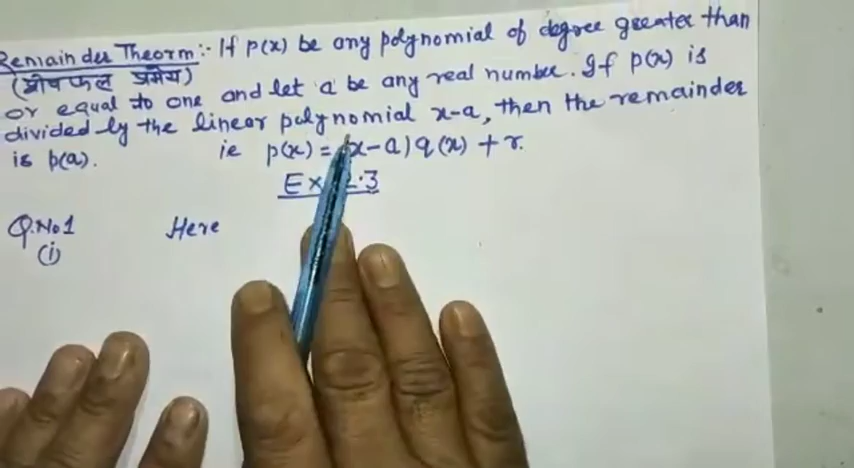 Remainder Theorm:- If p(x) be any polynomial of degree greater than
(शेषफल प्रमेय)
or equal to one and let a be any real number. If p(x) is
divided by the linear polynomial x-a, then the remainder
is p(a). ie p(x) = (x-a) q(x) + r.
Ex 2.3
Q.No1 Here
(i)